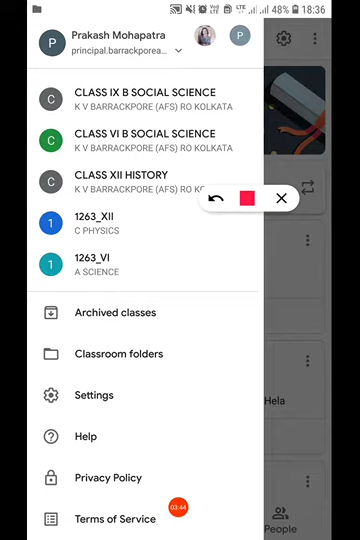 48% 18:36
Prakash Mohapatra
P
P
principal.barrackporea...
CLASS IX B SOCIAL SCIENCE
C
K V BARRACKPORE (AFS) RO KOLKATA
CLASS VI B SOCIAL SCIENCE
C
K V BARRACKPORE (AFS) RO KOLKATA
CLASS XII HISTORY
C
K V BARRACKPORE (AFS) RO
1263_XII
1
C PHYSICS
1263_VI
1
A SCIENCE
Archived classes
Classroom folders
Settings
Hela
Help
Privacy Policy
03:44
Terms of Service
People